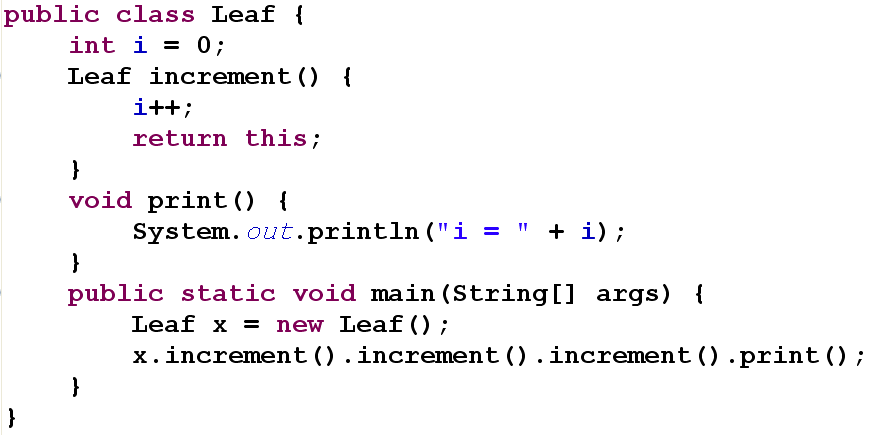 public class Leaf {
    int i = 0;
    Leaf increment() {
        i++;
        return this;
    }
    void print() {
        System.out.println("i = " + i);
    }
    public static void main(String[] args) {
        Leaf x = new Leaf();
        x.increment().increment().increment().print();
    }
}